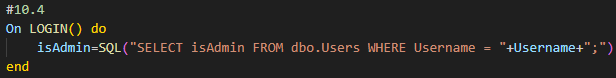 #10.4
On LOGIN() do
isAdmin=SQL("SELECT isAdmin FROM dbo.Users WHERE Username = "+Username+";")
end